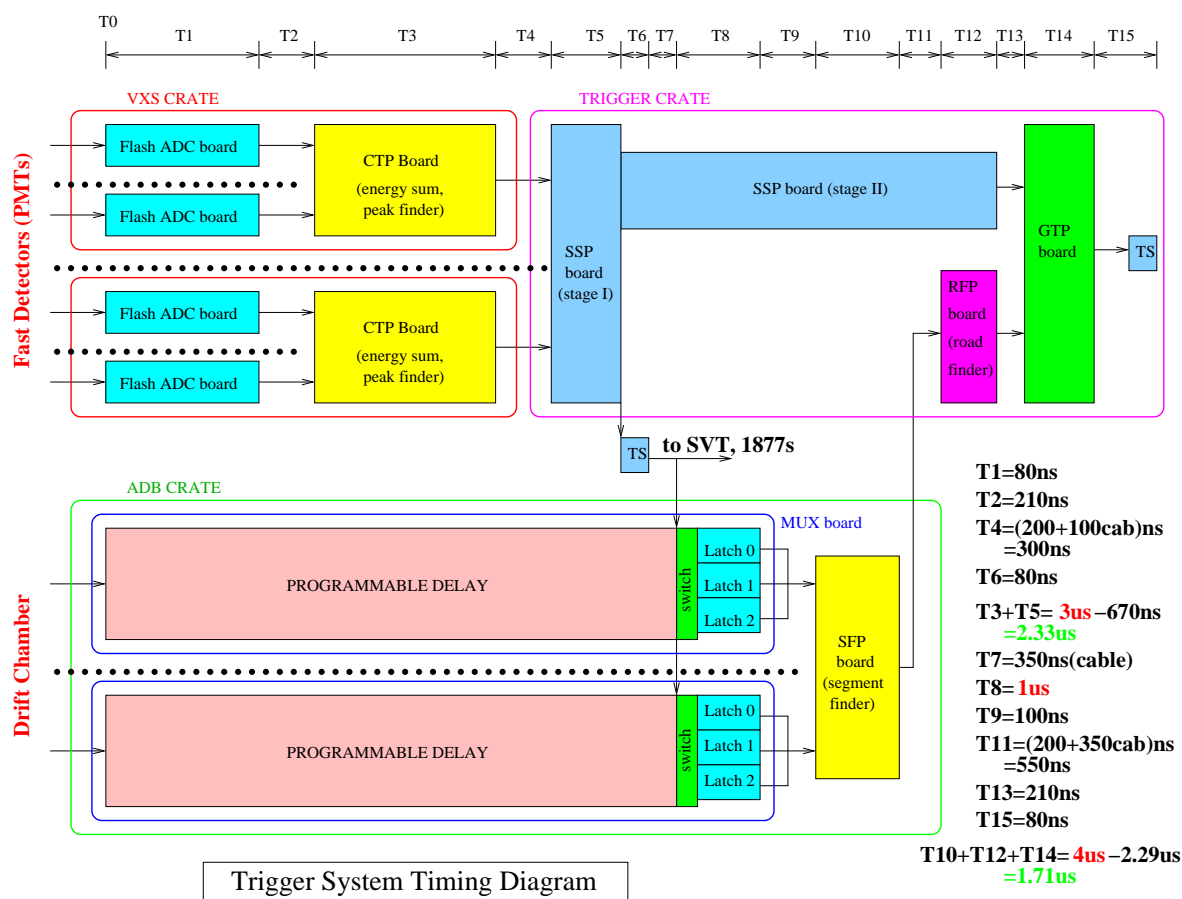 T0
T1 T2 T3 T4 T5 T6 T7 T8 T9 T10 T11 T12 T13 T14 T15
VXS CRATE
TRIGGER CRATE
Fast Detectors (PMTs)
Flash ADC board
Flash ADC board
CTP Board
(energy sum,
peak finder)
Flash ADC board
Flash ADC board
CTP Board
(energy sum,
peak finder)
SSP
board
(stage I)
SSP board (stage II)
GTP
board
TS
RFP
board
(road
finder)
TS
to SVT, 1877s
ADB CRATE
MUX board
Drift Chamber
PROGRAMMABLE DELAY
switch
Latch 0
Latch 1
Latch 2
PROGRAMMABLE DELAY
switch
Latch 0
Latch 1
Latch 2
SFP
board
(segment
finder)
T1=80ns
T2=210ns
T4=(200+100cab)ns
=300ns
T6=80ns
T3+T5= 3us−670ns
=2.33us
T7=350ns(cable)
T8= 1us
T9=100ns
T11=(200+350cab)ns
=550ns
T13=210ns
T15=80ns
T10+T12+T14= 4us−2.29us
=1.71us
Trigger System Timing Diagram